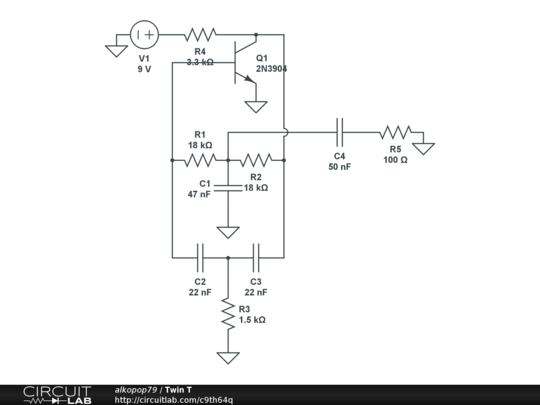 V1
9 V
R4
3.3 kΩ
Q1
2N3904
R1
18 kΩ
R2
18 kΩ
C1
47 nF
C4
50 nF
R5
100 Ω
C2
22 nF
C3
22 nF
R3
1.5 kΩ
CIRCUIT
LAB
alkopop79 / Twin T
http://circuitlab.com/c9th64q